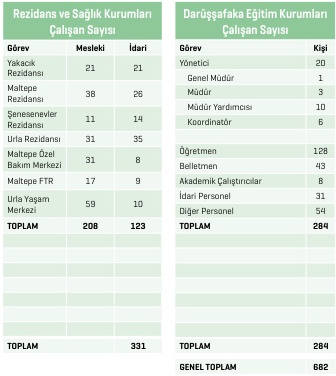 Rezidans ve Sağlık Kurumları
Çalışan Sayısı
Görev Mesleki İdari
Yakacık
Rezidansı 21 21
Maltepe
Rezidansı 38 26
Şenesenevler
Rezidansı 11 14
Urla Rezidansı 31 35
Maltepe Özel
Bakım Merkezi 31 8
Maltepe FTR 17 9
Urla Yaşam
Merkezi 59 10
TOPLAM 208 123
TOPLAM 331
Darüşşafaka Eğitim Kurumları
Çalışan Sayısı
Görev Kişi
Yönetici 20
Genel Müdür 1
Müdür 3
Müdür Yardımcısı 10
Koordinatör 6
Öğretmen 128
Belletmen 43
Akademik Çalıştırıcılar 8
İdari Personel 31
Diğer Personel 54
TOPLAM 284
TOPLAM 284
GENEL TOPLAM 682